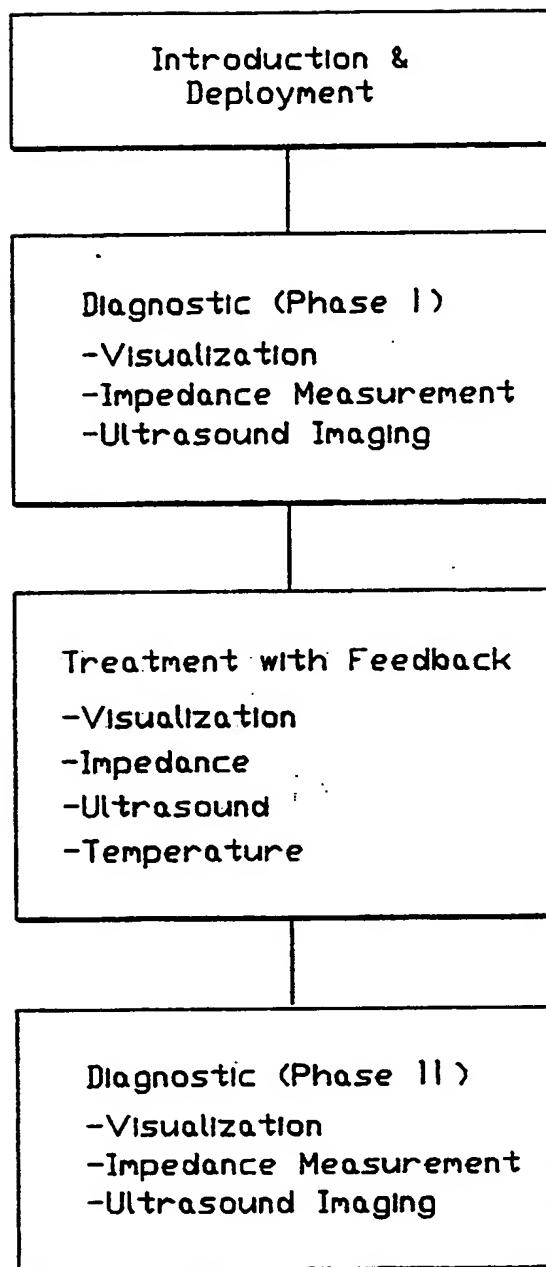 Introduction &
Deployment
Diagnostic (Phase I)
-Visualization
-Impedance Measurement
-Ultrasound Imaging
Treatment with Feedback
-Visualization
-Impedance
-Ultrasound
-Temperature
Diagnostic (Phase II)
-Visualization
-Impedance Measurement
-Ultrasound Imaging